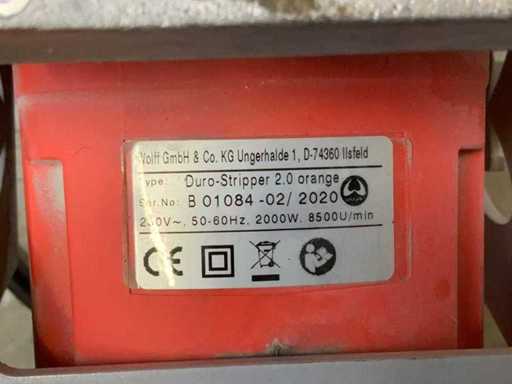 Wolff GmbH & Co. KG Ungerhalde 1, D-74360 Ilsfeld
Type: Duro-Stripper 2.0 orange
Ser.No: B 01084 -02/ 2020
230V~, 50-60Hz. 2000W. 8500U/min
CE